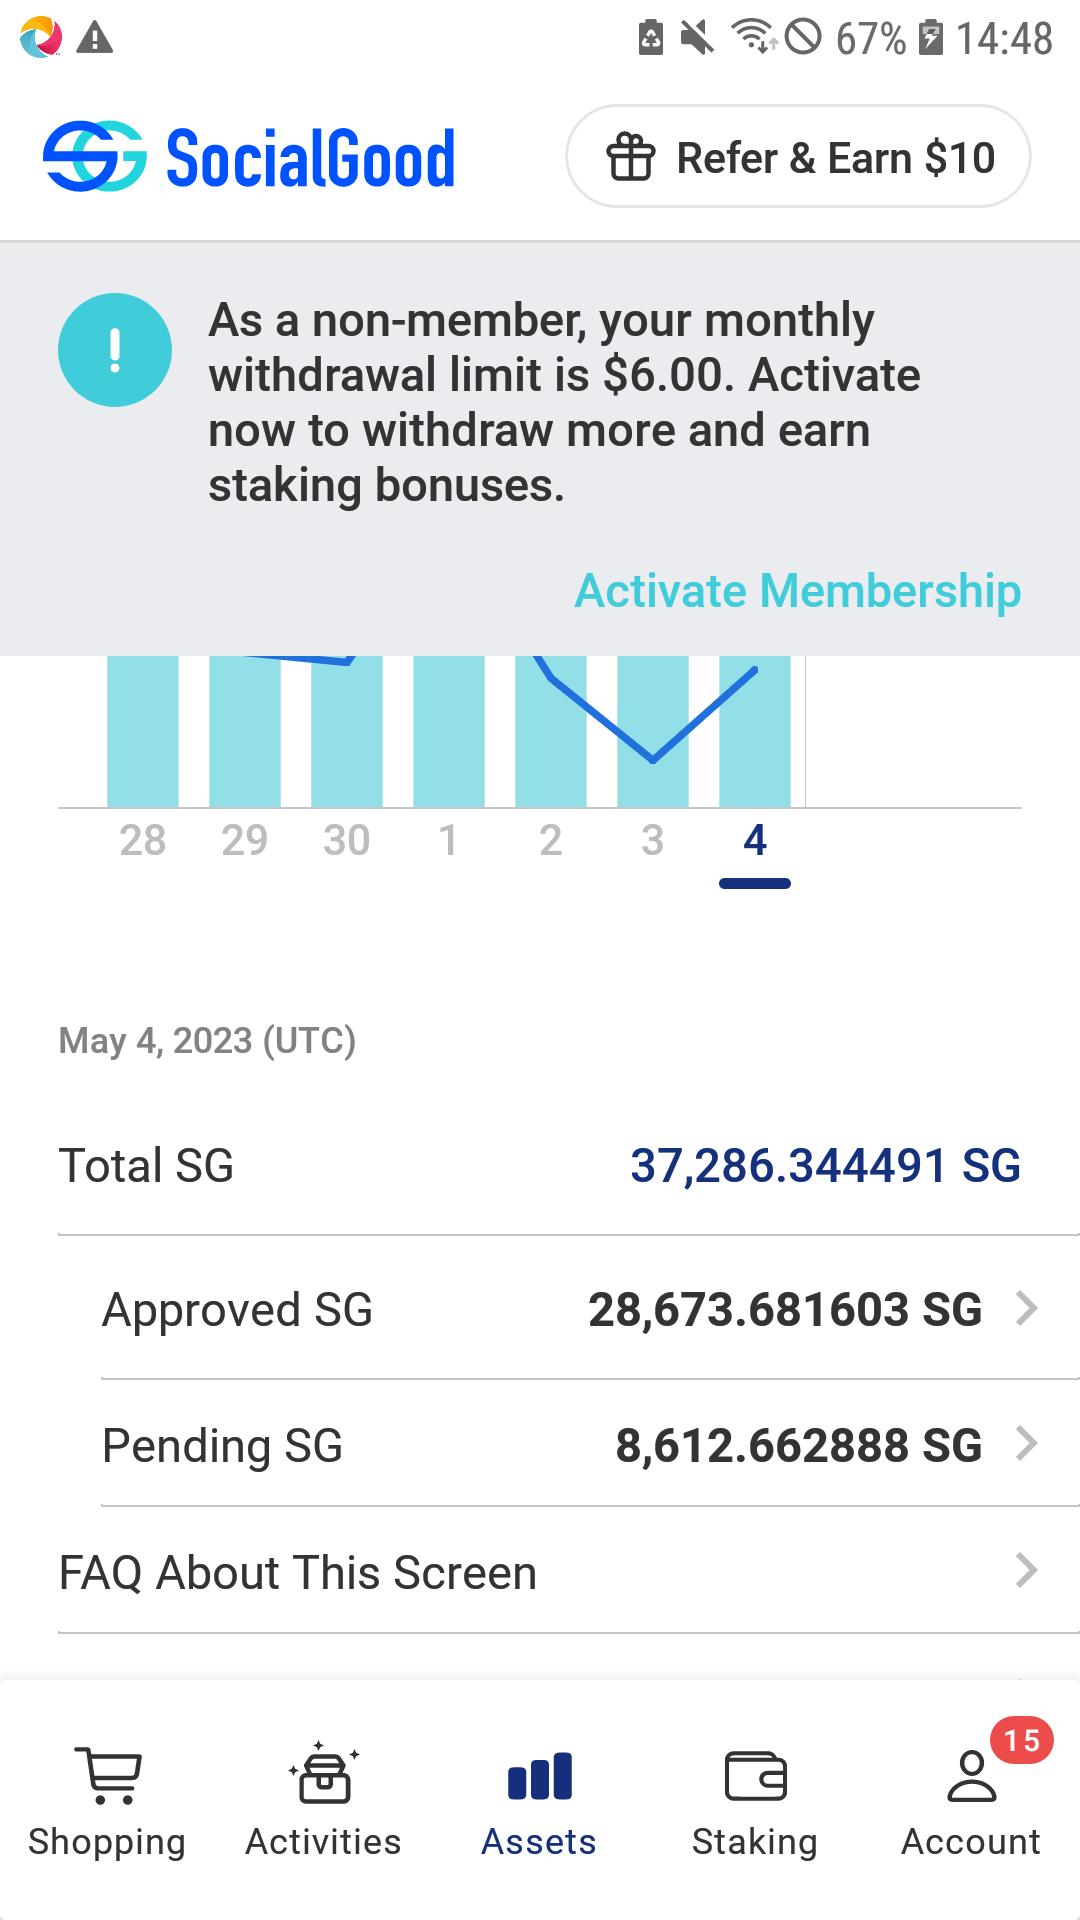 67% 14:48
SG SocialGood
Refer & Earn $10
As a non-member, your monthly
withdrawal limit is $6.00. Activate
now to withdraw more and earn
staking bonuses.
Activate Membership
28 29 30 1 2 3 4
May 4, 2023 (UTC)
Total SG 37,286.344491 SG
Approved SG 28,673.681603 SG
Pending SG 8,612.662888 SG
FAQ About This Screen
15
Shopping Activities Assets Staking Account